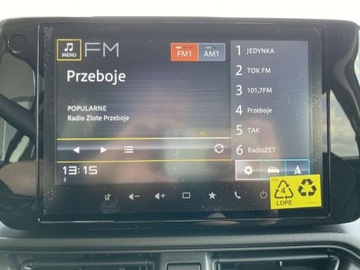 MENU
FM
FM1
AM1
Przeboje
POPULARNE
Radio Złote Przeboje
1 JEDYNKA
2 TOK FM
3 101,7FM
4 Przeboje
5 TAK
6 RadioZET
13:15
4
LDPE